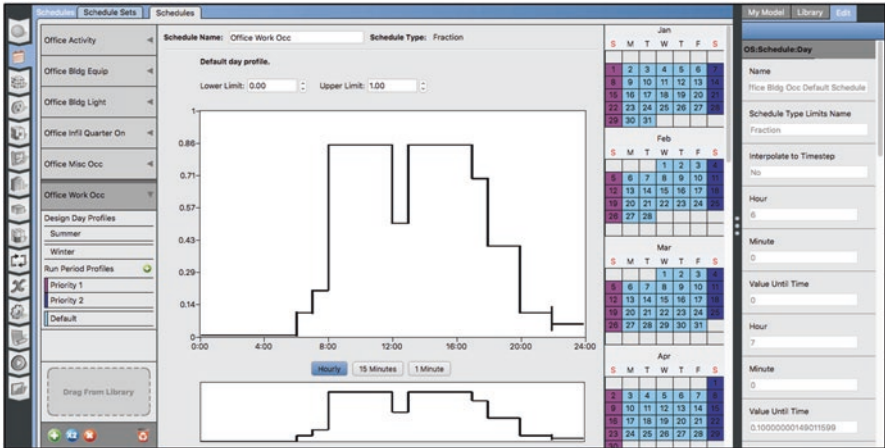 Schedules Schedule Sets Schedules
My Model Library Edit
Office Activity
Office Bldg Equip
Office Bldg Light
Office Infil Quarter On
Office Misc Occ
Office Work Occ
Design Day Profiles
Summer
Winter
Run Period Profiles
Priority 1
Priority 2
Default
Drag From Library
Schedule Name: Office Work Occ Schedule Type: Fraction
Default day profile.
Lower Limit: 0.00 Upper Limit: 1.00
1
0.86
0.71
0.57
0.43
0.29
0.14
0
0:00 4:00 8:00 12:00 16:00 20:00 24:00
Hourly 15 Minutes 1 Minute
Jan
S M T W T F S
1 2 3 4 5 6 7
8 9 10 11 12 13 14
15 16 17 18 19 20 21
22 23 24 25 26 27 28
29 30 31
Feb
S M T W T F S
1 2 3 4
5 6 7 8 9 10 11
12 13 14 15 16 17 18
19 20 21 22 23 24 25
26 27 28
Mar
S M T W T F S
1 2 3 4
5 6 7 8 9 10 11
12 13 14 15 16 17 18
19 20 21 22 23 24 25
26 27 28 29 30 31
Apr
S M T W T F S
1
2 3 4 5 6 7 8
9 10 11 12 13 14 15
16 17 18 19 20 21 22
23 24 25 26 27 28 29
30
OS:Schedule:Day
Name
ffice Bldg Occ Default Schedule
Schedule Type Limits Name
Fraction
Interpolate to Timestep
No
Hour
6
Minute
0
Value Until Time
0
Hour
7
Minute
0
Value Until Time
0.10000000149011599